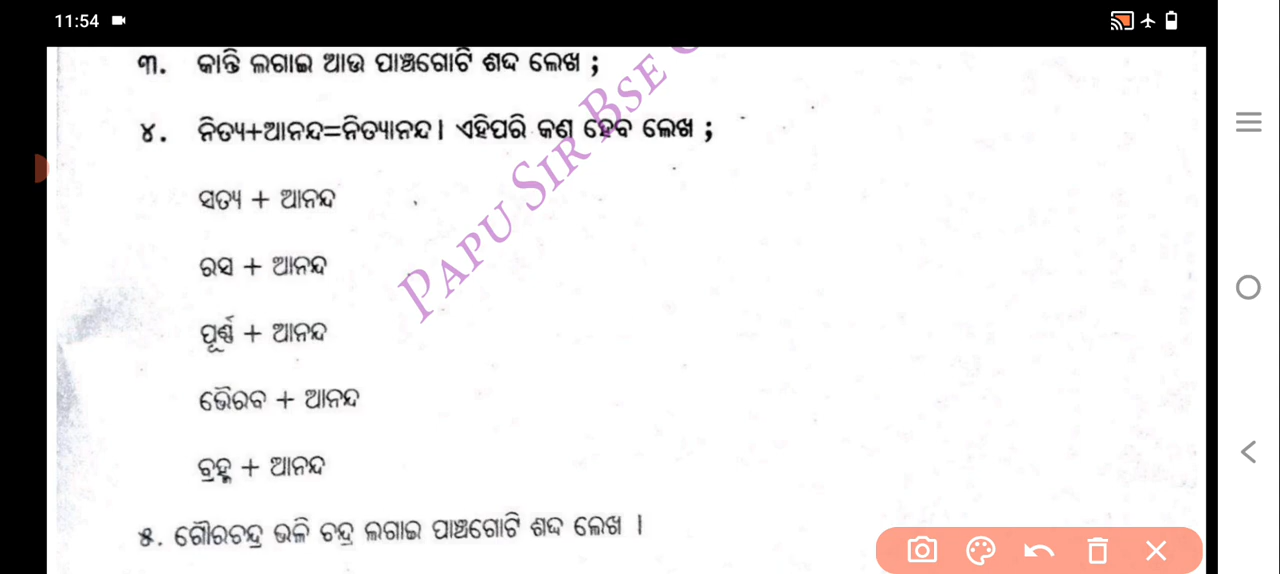 11:54
୩. କାନ୍ତି ଲଗାଇ ଆଉ ପାଞ୍ଚଗୋଟି ଶବ୍ଦ ଲେଖ ;
୪. ନିତ୍ୟ+ଆନନ୍ଦ=ନିତ୍ୟାନନ୍ଦ। ଏହିପରି କଣ ହେବ ଲେଖ ;
ସତ୍ୟ + ଆନନ୍ଦ
ରସ + ଆନନ୍ଦ
ପୂର୍ଣ୍ଣ + ଆନନ୍ଦ
ଭୈରବ + ଆନନ୍ଦ
ବ୍ରହ୍ମ + ଆନନ୍ଦ
୫. ଗୌରଚନ୍ଦ୍ର ଭଳି ଚନ୍ଦ୍ର ଲଗାଇ ପାଞ୍ଚଗୋଟି ଶବ୍ଦ ଲେଖ ।
PAPU SIR BSE